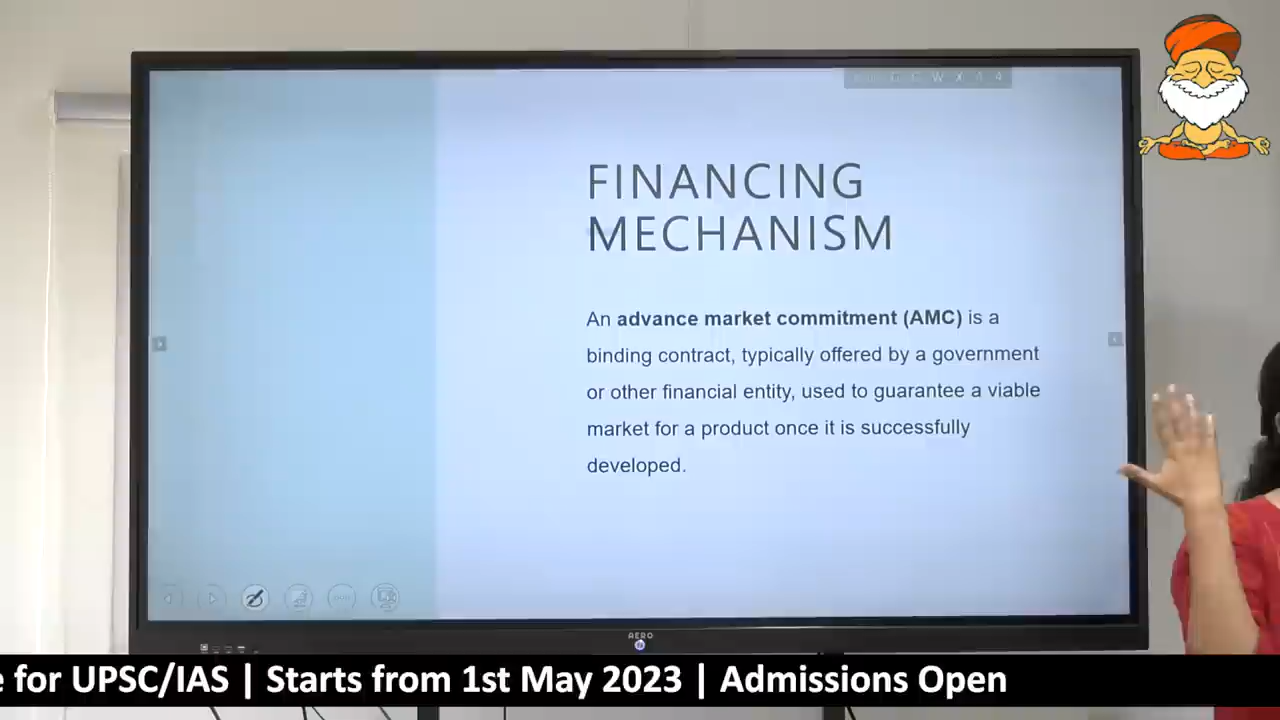 FINANCING
MECHANISM
An advance market commitment (AMC) is a
binding contract, typically offered by a government
or other financial entity, used to guarantee a viable
market for a product once it is successfully
developed.
AERO
e for UPSC/IAS | Starts from 1st May 2023 | Admissions Open